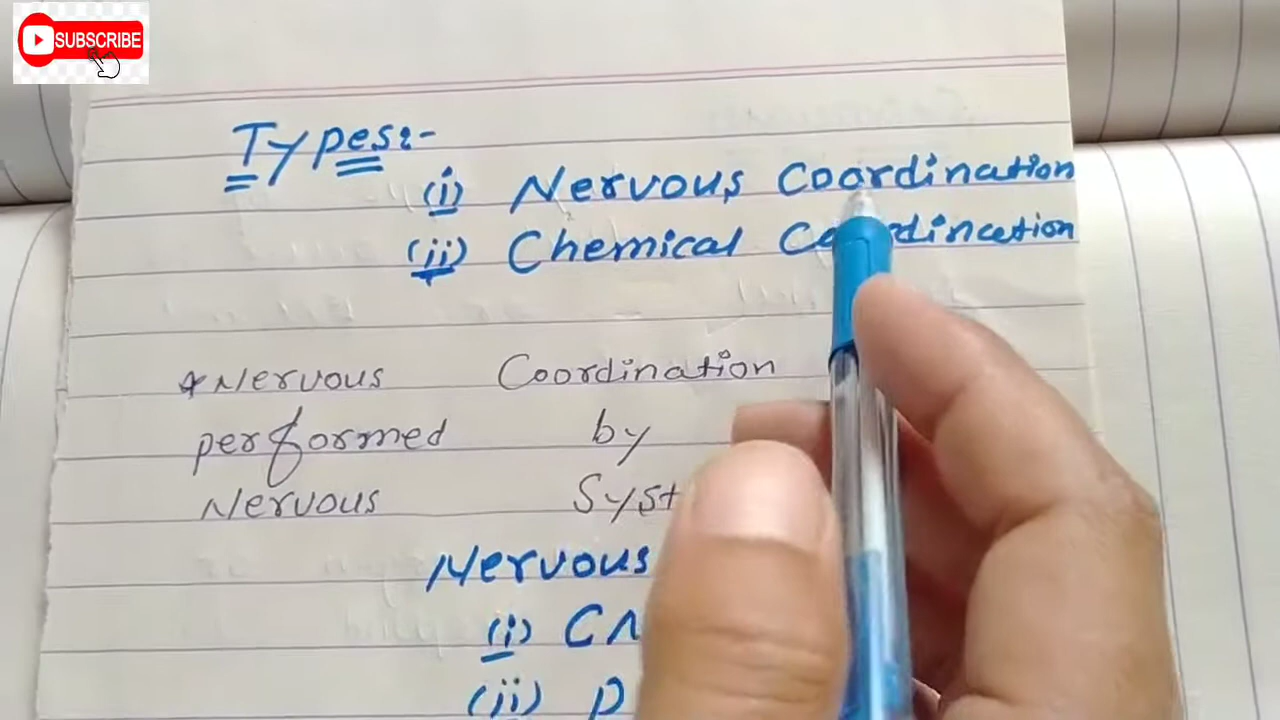 SUBSCRIBE
Types:-
(i) Nervous Coordination
(ii) Chemical
*Nervous Coordination
performed by
Nervous
Nervous
(i)
(ii)